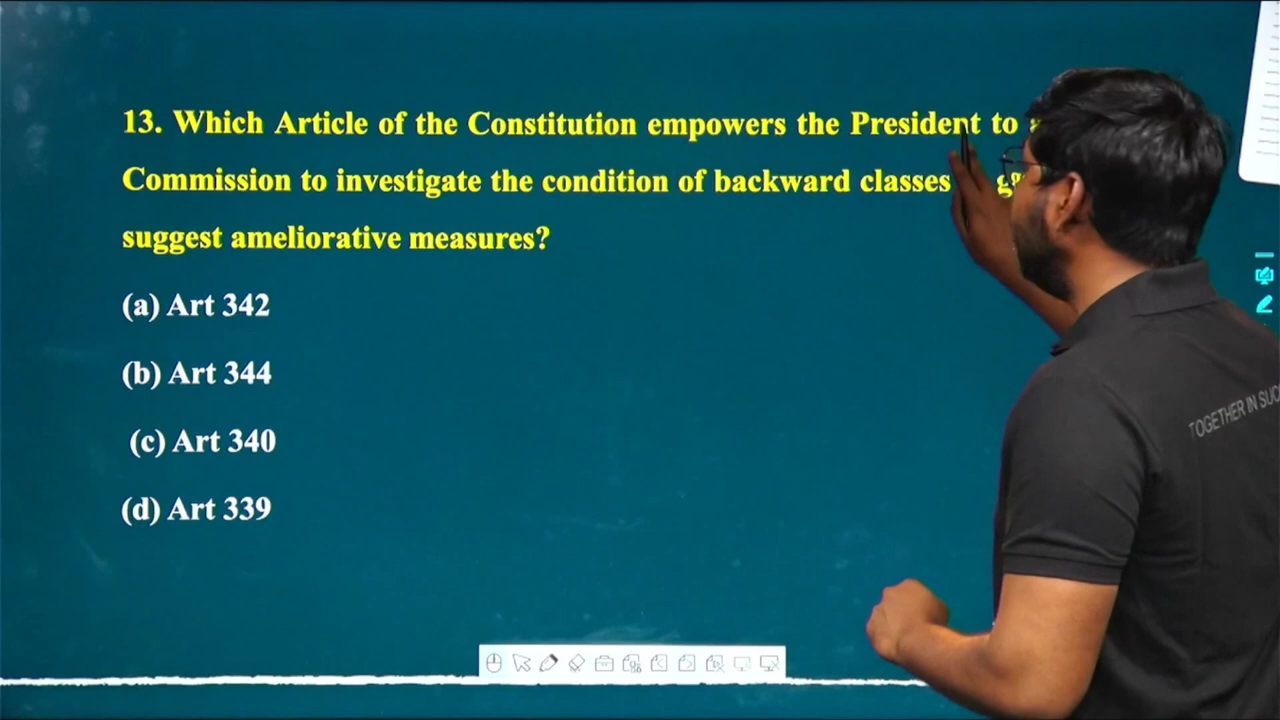 13. Which Article of the Constitution empowers the President to
Commission to investigate the condition of backward classes
suggest ameliorative measures?
(a) Art 342
(b) Art 344
(c) Art 340
(d) Art 339
TOGETHER IN